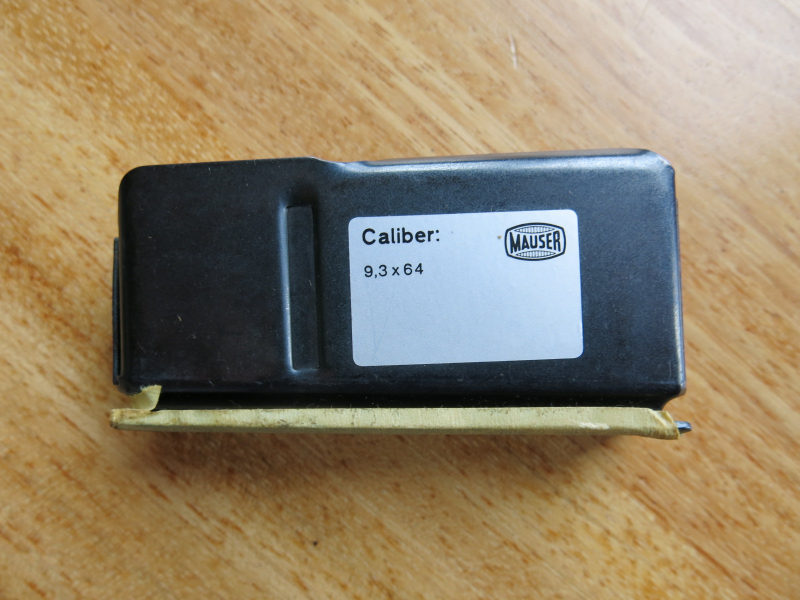 Caliber:
MAUSER
9,3 x 64